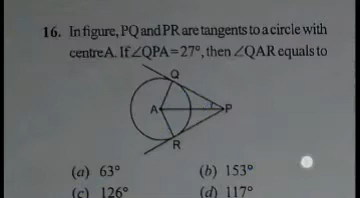 16. In figure, PQ and PR are tangents to a circle with
centre A. If ∠QPA=27°, then ∠QAR equals to
Q
A
P
R
(a) 63° (b) 153°
(c) 126° (d) 117°